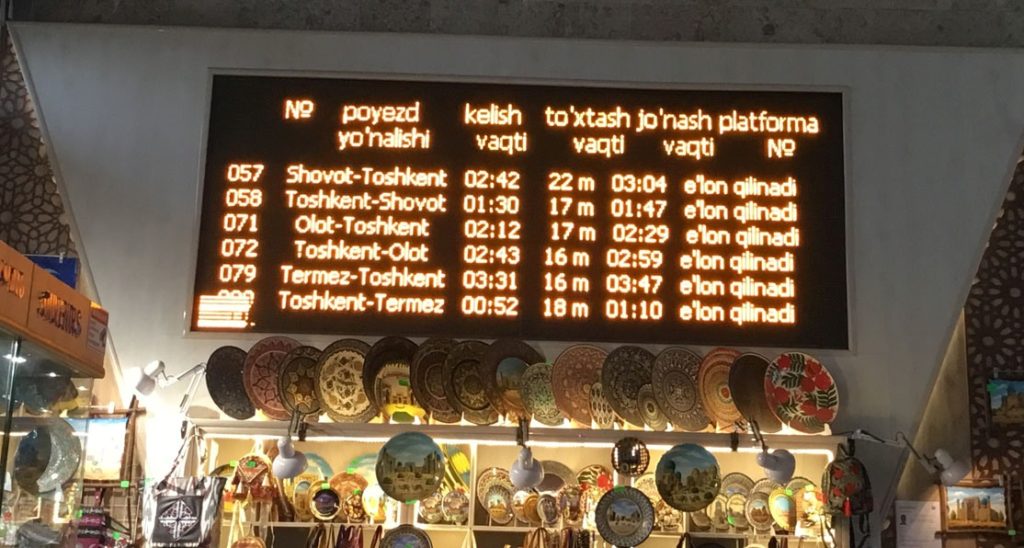 № poyezd kelish to'xtash jo'nash platforma
yo'nalishi vaqti vaqti vaqti №
057 Shovot-Toshkent 02:42 22 m 03:04 e'lon qilinadi
058 Toshkent-Shovot 01:30 17 m 01:47 e'lon qilinadi
071 Olot-Toshkent 02:12 17 m 02:29 e'lon qilinadi
072 Toshkent-Olot 02:43 16 m 02:59 e'lon qilinadi
079 Termez-Toshkent 03:31 16 m 03:47 e'lon qilinadi
Toshkent-Termez 00:52 18 m 01:10 e'lon qilinadi